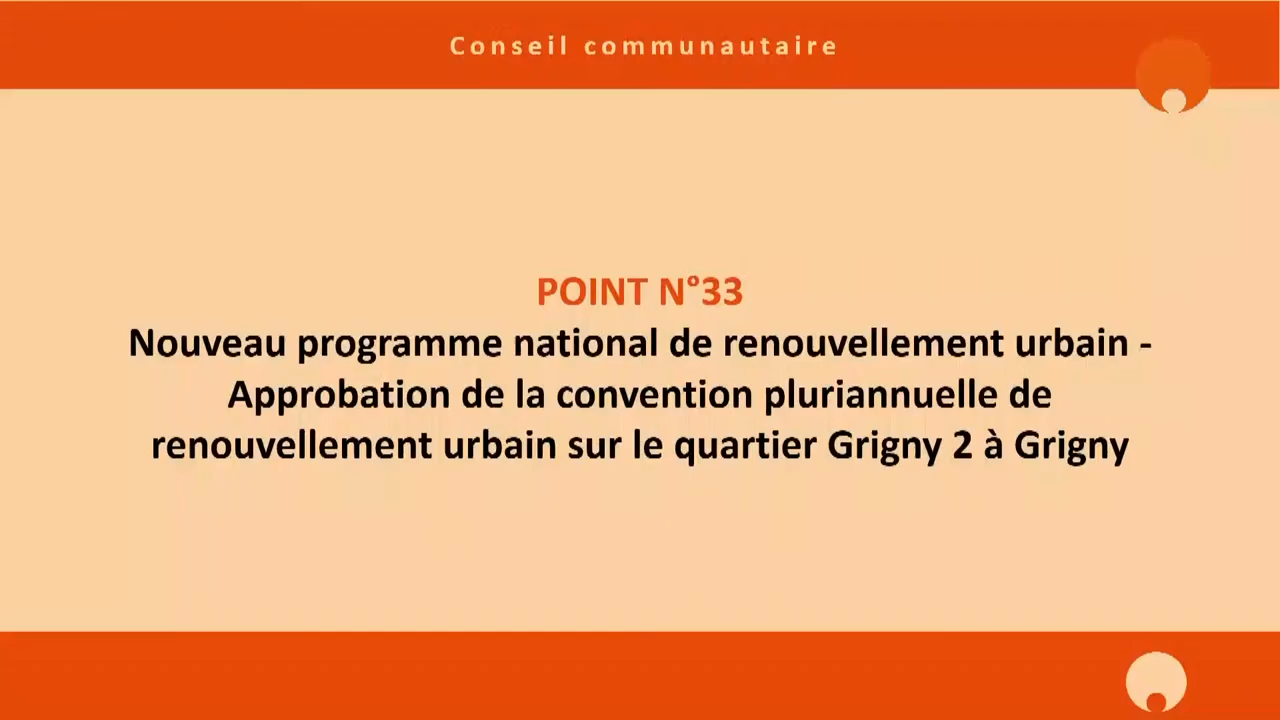 Conseil communautaire
POINT N°33
Nouveau programme national de renouvellement urbain -
Approbation de la convention pluriannuelle de
renouvellement urbain sur le quartier Grigny 2 à Grigny